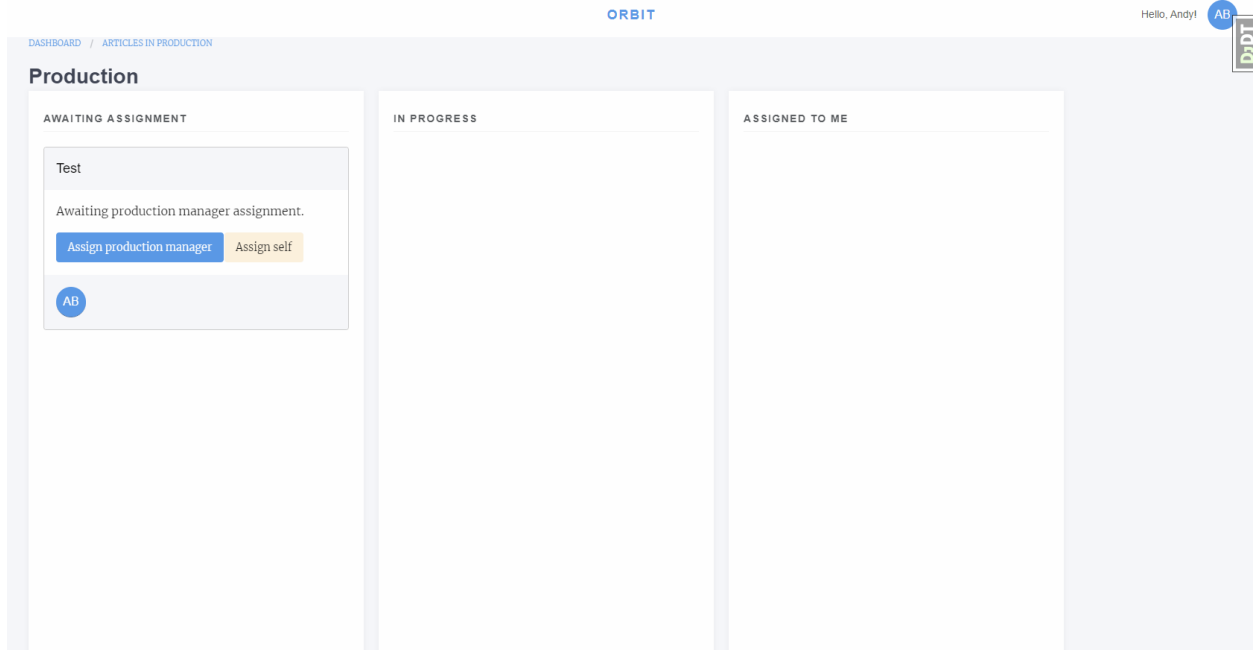 ORBIT
Hello, Andy!
AB
DJDT
DASHBOARD / ARTICLES IN PRODUCTION
Production
AWAITING ASSIGNMENT
Test
Awaiting production manager assignment.
Assign production manager
Assign self
AB
IN PROGRESS
ASSIGNED TO ME